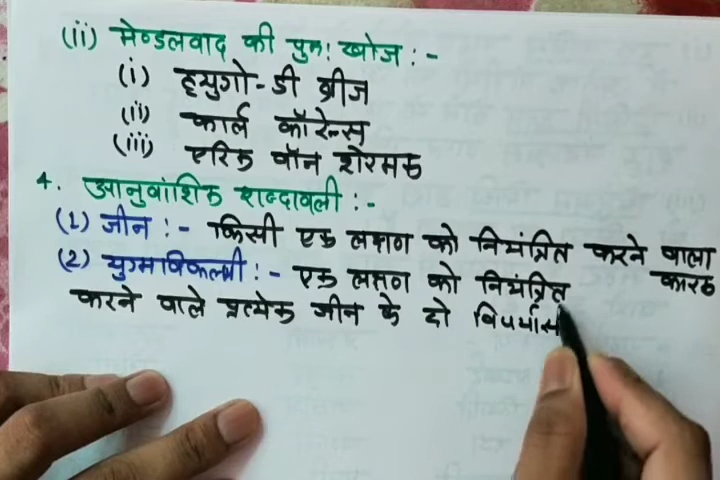 (ii) मेण्डलवाद की पुनः खोज :-
(i) ह्युगो-डी ब्रीज
(ii) कार्ल कॉरेन्स
(iii) एरिक वॉन शेरमक
4. आनुवांशिक शब्दावली :-
(1) जीन :- किसी एक लक्षण को नियंत्रित करने वाला
कारक
(2) युग्मविकल्पी :- एक लक्षण को नियंत्रित
करने वाले प्रत्येक जीन के दो विपर्यास